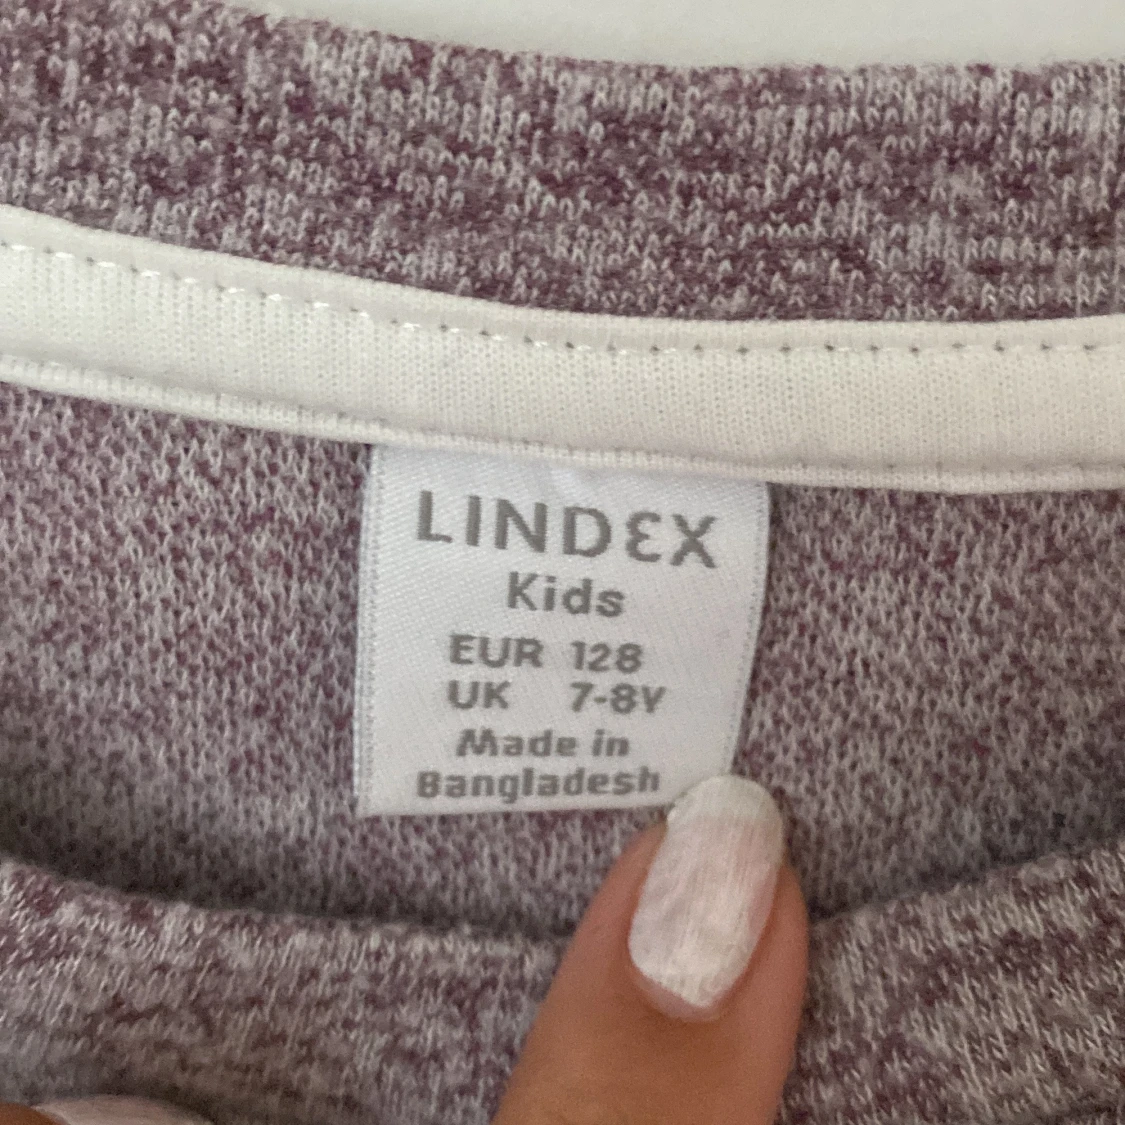 LINDEX
Kids
EUR 128
UK 7-8Y
Made in
Bangladesh